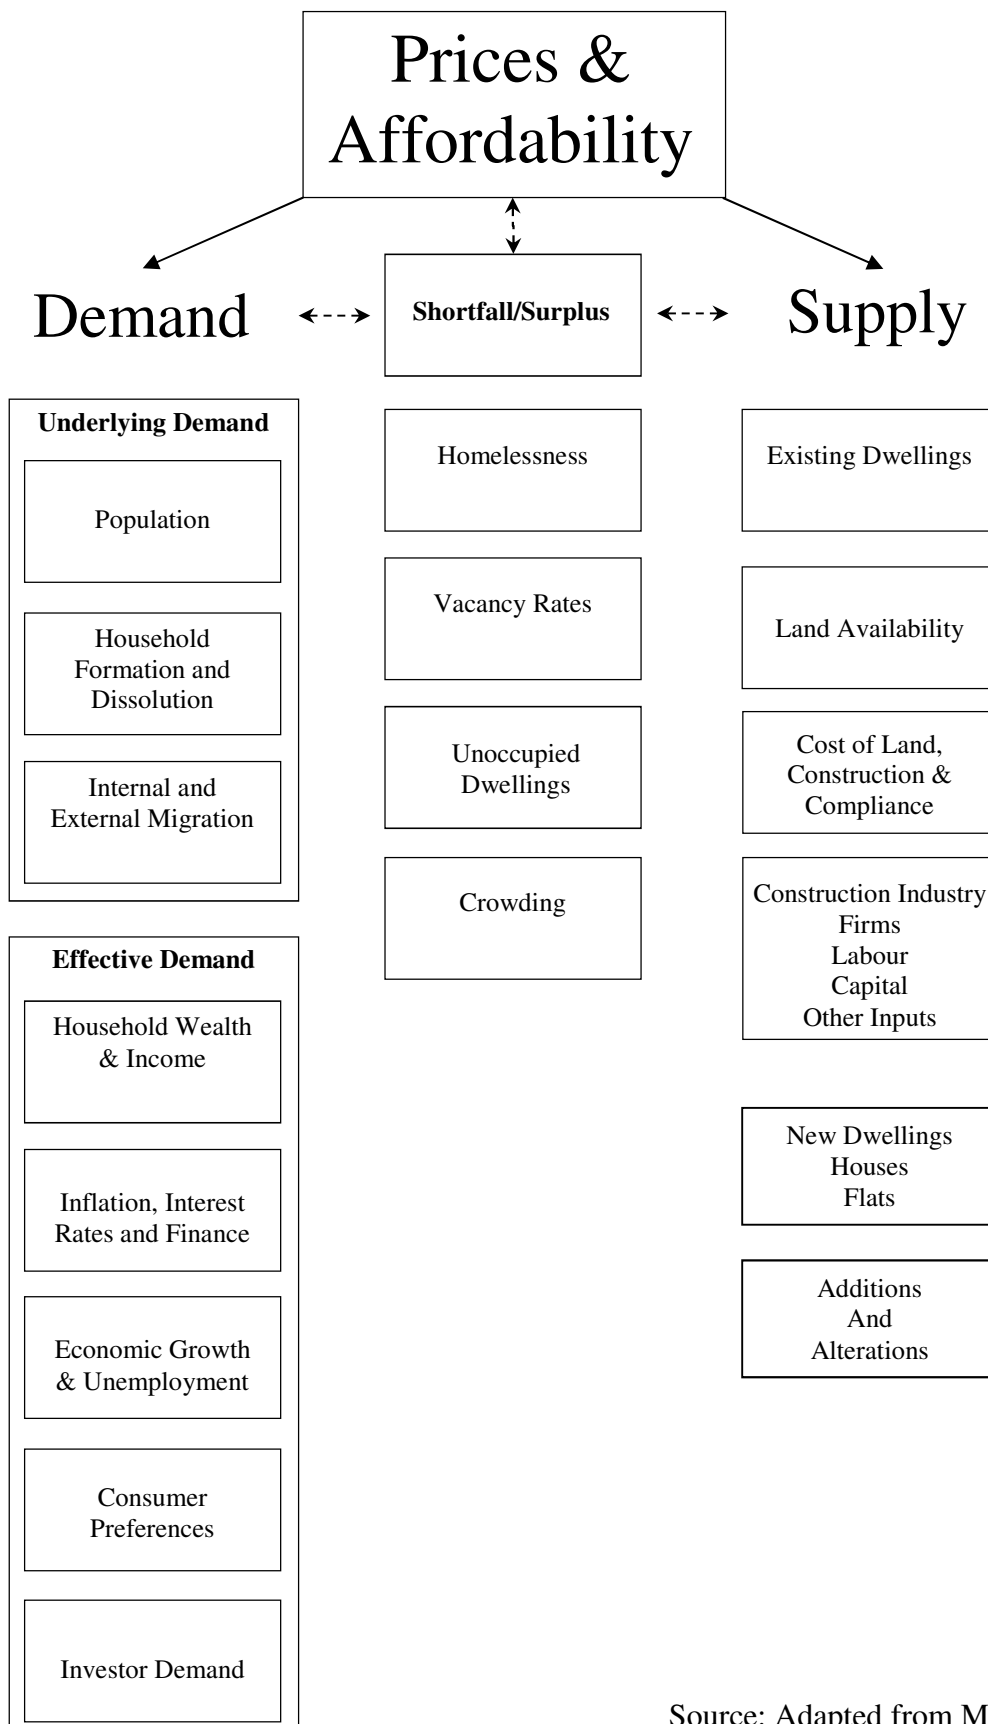 Prices &
Affordability
Demand
Shortfall/Surplus
Supply
Underlying Demand
Population
Household
Formation and
Dissolution
Internal and
External Migration
Effective Demand
Household Wealth
& Income
Inflation, Interest
Rates and Finance
Economic Growth
& Unemployment
Consumer
Preferences
Investor Demand
Homelessness
Vacancy Rates
Unoccupied
Dwellings
Crowding
Existing Dwellings
Land Availability
Cost of Land,
Construction &
Compliance
Construction Industry
Firms
Labour
Capital
Other Inputs
New Dwellings
Houses
Flats
Additions
And
Alterations
Source: Adapted from M